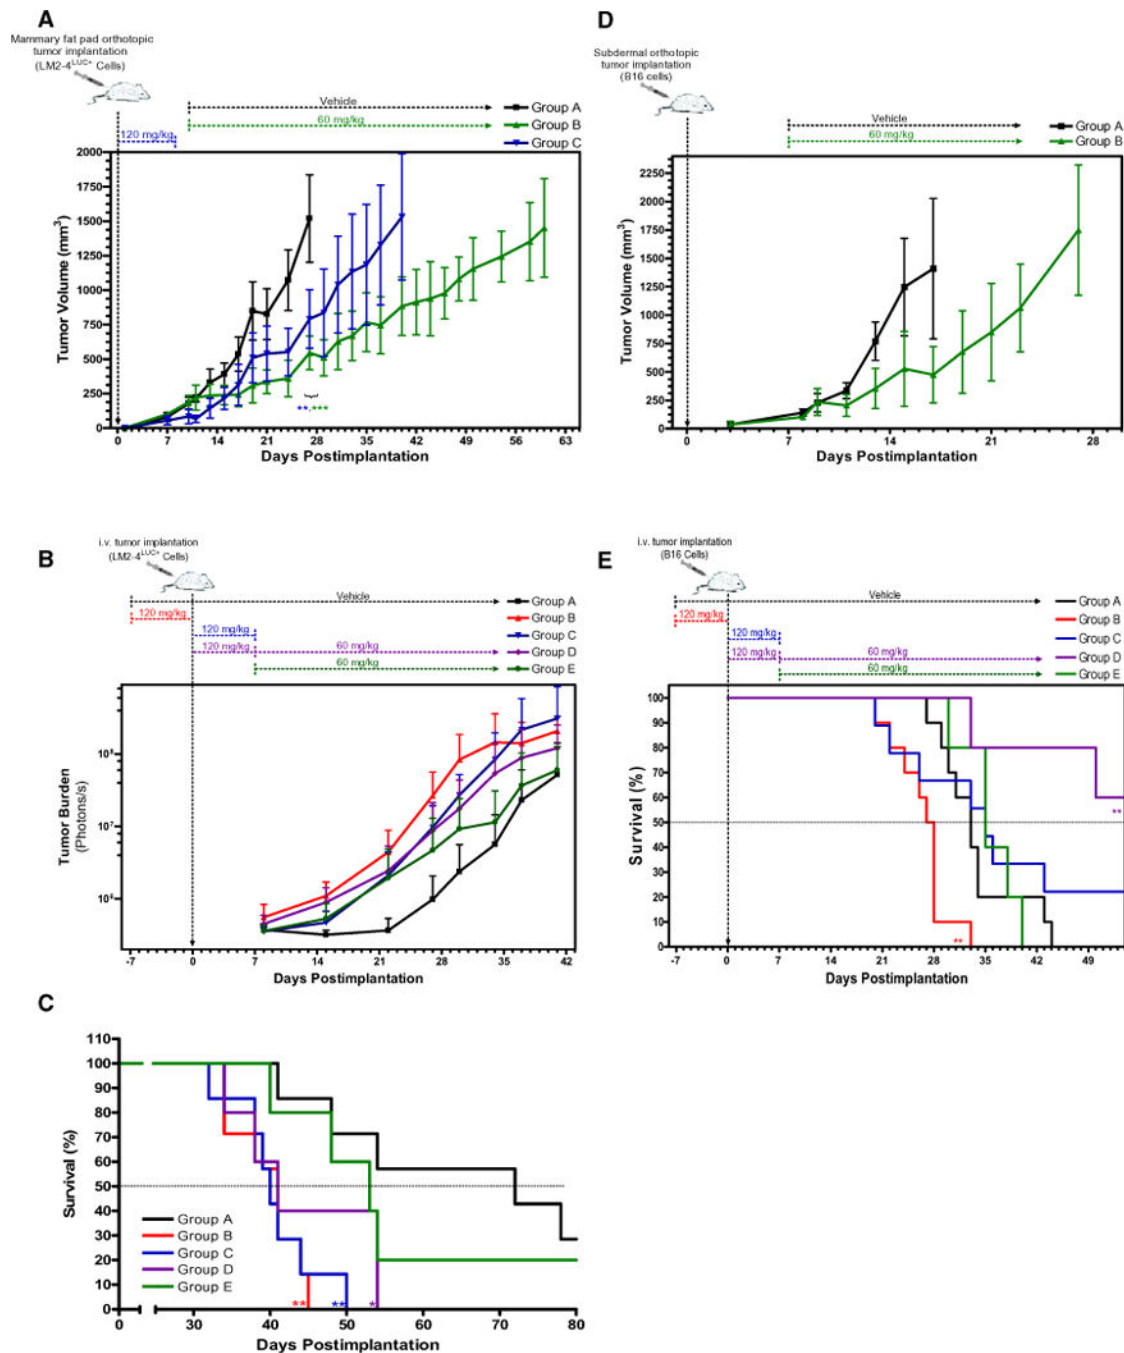 A
Mammary fat pad orthotopic
tumor implantation
(LM2-4LUC+ Cells)
120 mg/kg
Vehicle
60 mg/kg
Group A
Group B
Group C
2000
1750
1500
1250
1000
750
500
250
0
Tumor Volume (mm3)
**,***
0 7 14 21 28 35 42 49 56 63
Days Postimplantation
D
Subdermal orthotopic
tumor implantation
(B16 cells)
Vehicle
60 mg/kg
Group A
Group B
2250
2000
1750
1500
1250
1000
750
500
250
0
Tumor Volume (mm3)
0 7 14 21 28
Days Postimplantation
B
i.v. tumor implantation
(LM2-4LUC+ Cells)
Vehicle
120 mg/kg
120 mg/kg
120 mg/kg 60 mg/kg
60 mg/kg
Group A
Group B
Group C
Group D
Group E
Tumor Burden
(Photons/s)
-7 0 7 14 21 28 35 42
Days Postimplantation
E
i.v. tumor implantation
(B16 Cells)
Vehicle
120 mg/kg
120 mg/kg
120 mg/kg 60 mg/kg
60 mg/kg
Group A
Group B
Group C
Group D
Group E
100
90
80
70
60
50
40
30
20
10
0
Survival (%)
**
**
-7 0 7 14 21 28 35 42 49
Days Postimplantation
C
110
100
90
80
70
60
50
40
30
20
10
0
Survival (%)
Group A
Group B
Group C
Group D
Group E
** ** *
0 30 40 50 60 70 80
Days Postimplantation